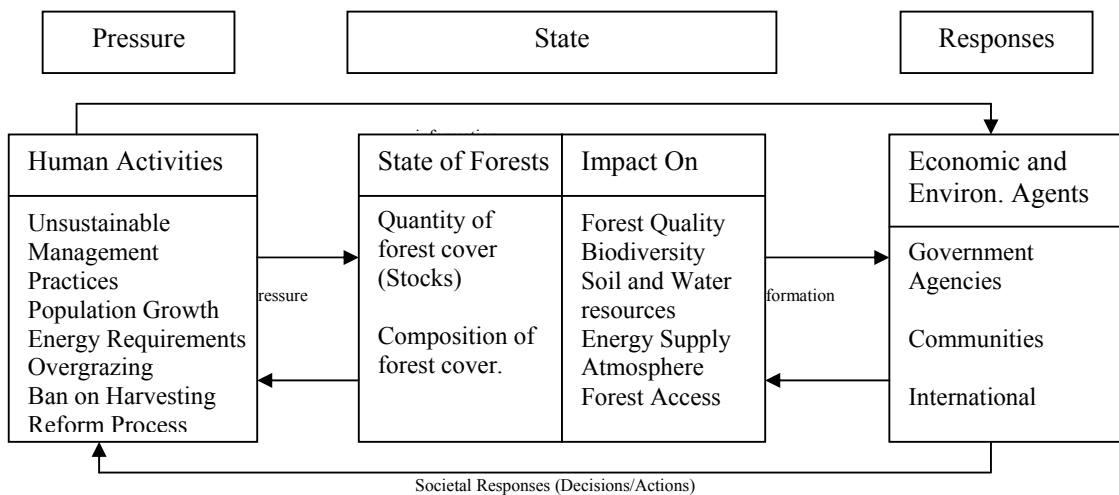 Pressure
State
Responses
Human Activities
Unsustainable
Management
Practices
Population Growth
Energy Requirements
Overgrazing
Ban on Harvesting
Reform Process
ressure
State of Forests
Quantity of
forest cover
(Stocks)
Composition of
forest cover.
Impact On
Forest Quality
Biodiversity
Soil and Water
resources
Energy Supply
Atmosphere
Forest Access
formation
Economic and
Environ. Agents
Government
Agencies
Communities
International
Societal Responses (Decisions/Actions)